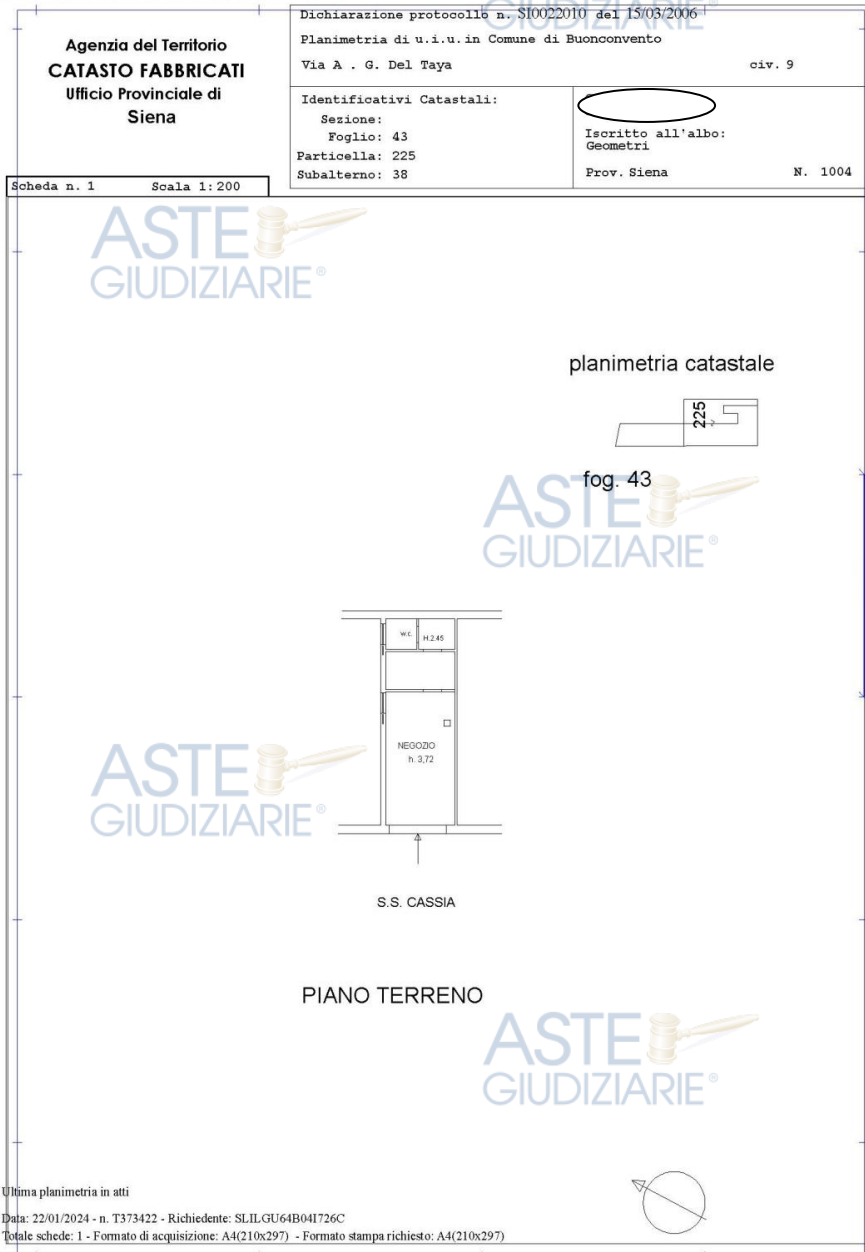 Agenzia del Territorio
CATASTO FABBRICATI
Ufficio Provinciale di
Siena
Dichiarazione protocollo n. SI0022010 del 15/03/2006
Planimetria di u.i.u. in Comune di Buonconvento
Via A . G. Del Taya civ. 9
Identificativi Catastali:
Sezione:
Foglio: 43
Particella: 225
Subalterno: 38
Iscritto all'albo:
Geometri
Prov. Siena N. 1004
Scheda n. 1 Scala 1:200
ASTE
GIUDIZIARIE®
planimetria catastale
225
fog. 43
ASTE
GIUDIZIARIE®
w.c. H.2.45
NEGOZIO
h. 3,72
ASTE
GIUDIZIARIE®
S.S. CASSIA
PIANO TERRENO
ASTE
GIUDIZIARIE®
Ultima planimetria in atti
Data: 22/01/2024 - n. T373422 - Richiedente: SLILGU64B04I726C
Totale schede: 1 - Formato di acquisizione: A4(210x297) - Formato stampa richiesto: A4(210x297)